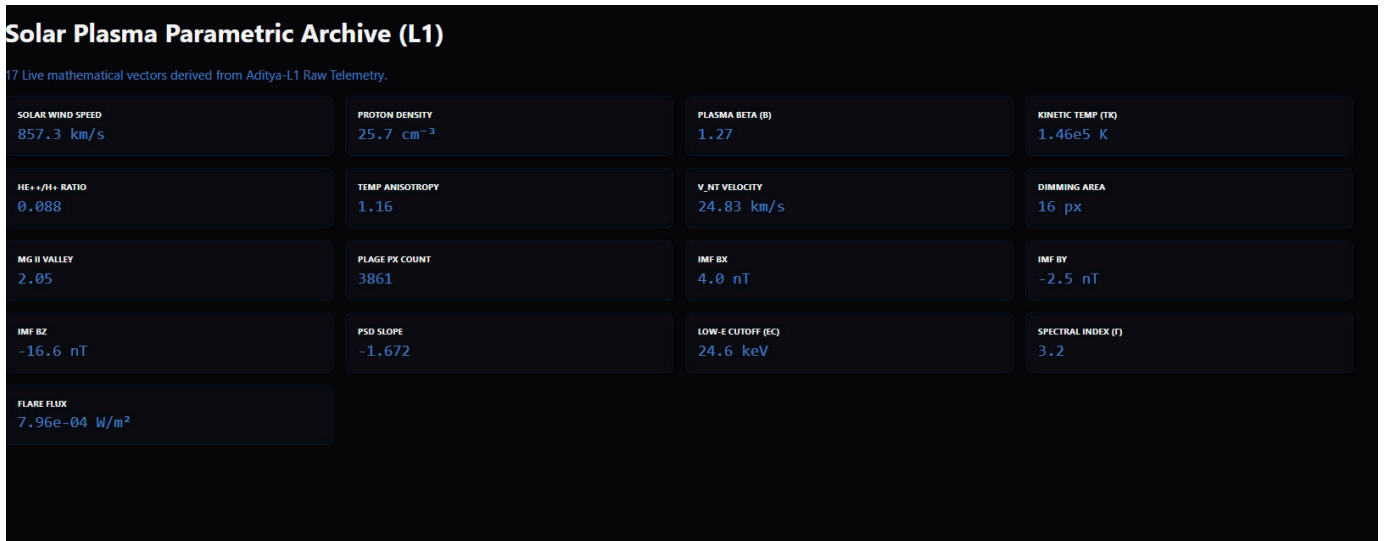 Solar Plasma Parametric Archive (L1)
17 Live mathematical vectors derived from Aditya-L1 Raw Telemetry.
SOLAR WIND SPEED
857.3 km/s
PROTON DENSITY
25.7 cm⁻³
PLASMA BETA (B)
1.27
KINETIC TEMP (TK)
1.46e5 K
HE++/H+ RATIO
0.088
TEMP ANISOTROPY
1.16
V_NT VELOCITY
24.83 km/s
DIMMING AREA
16 px
MG II VALLEY
2.05
PLAGE PX COUNT
3861
IMF BX
4.0 nT
IMF BY
-2.5 nT
IMF BZ
-16.6 nT
PSD SLOPE
-1.672
LOW-E CUTOFF (EC)
24.6 keV
SPECTRAL INDEX (Γ)
3.2
FLARE FLUX
7.96e-04 W/m²